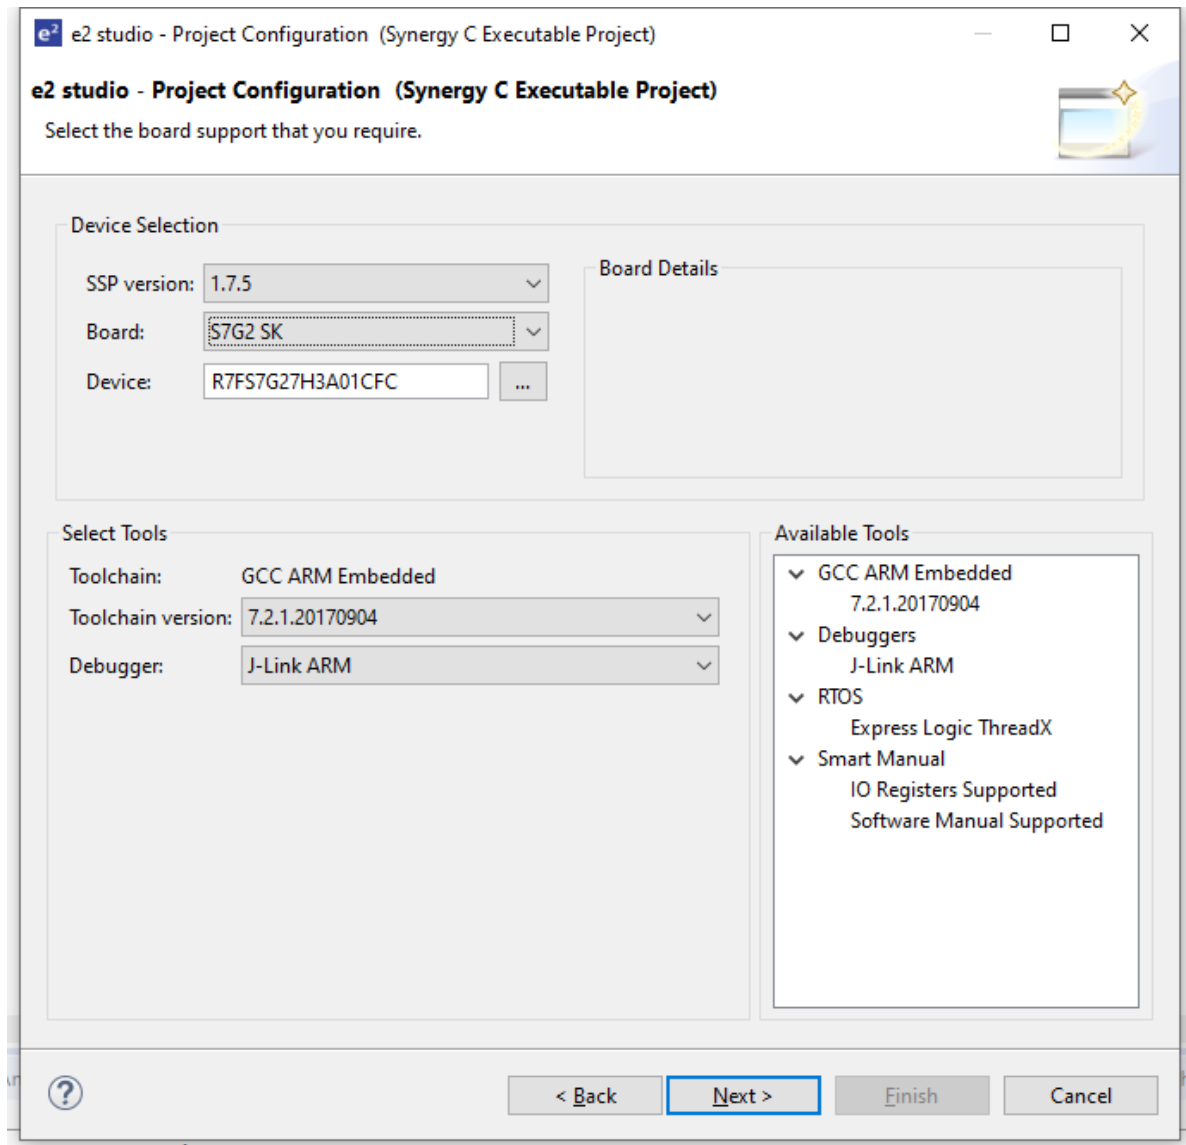 e² e2 studio - Project Configuration (Synergy C Executable Project)
e2 studio - Project Configuration (Synergy C Executable Project)
Select the board support that you require.
Device Selection
SSP version: 1.7.5
Board: S7G2 SK
Device: R7FS7G27H3A01CFC ...
Board Details
Select Tools
Toolchain: GCC ARM Embedded
Toolchain version: 7.2.1.20170904
Debugger: J-Link ARM
Available Tools
GCC ARM Embedded
7.2.1.20170904
Debuggers
J-Link ARM
RTOS
Express Logic ThreadX
Smart Manual
IO Registers Supported
Software Manual Supported
? < Back Next > Finish Cancel